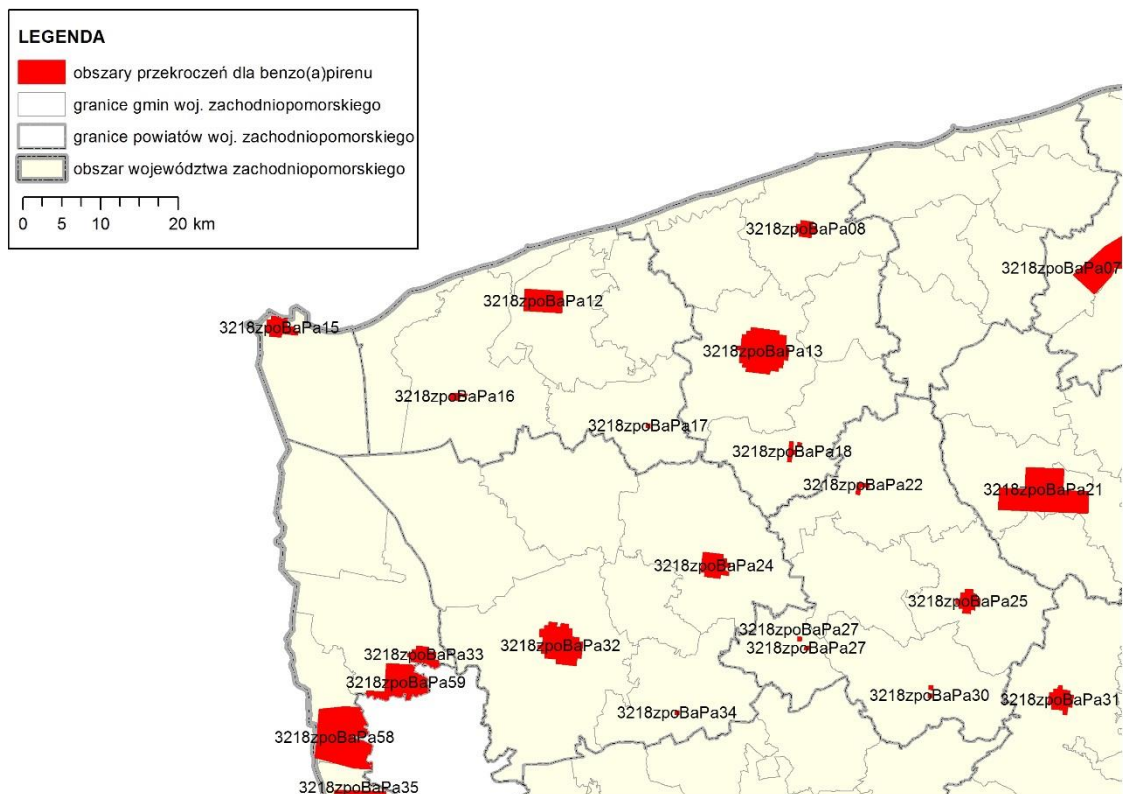 LEGENDA
obszary przekroczeń dla benzo(a)pirenu
granice gmin woj. zachodniopomorskiego
granice powiatów woj. zachodniopomorskiego
obszar województwa zachodniopomorskiego
0 5 10 20 km
3218zpoBaPa08
3218zpoBaPa07
3218zpoBaPa12
3218zpoBaPa15
3218zpoBaPa13
3218zpoBaPa16
3218zpoBaPa17
3218zpoBaPa18
3218zpoBaPa22
3218zpoBaPa21
3218zpoBaPa24
3218zpoBaPa25
3218zpoBaPa27
3218zpoBaPa32
3218zpoBaPa27
3218zpoBaPa33
3218zpoBaPa59
3218zpoBaPa30
3218zpoBaPa31
3218zpoBaPa34
3218zpoBaPa58
3218zpoBaPa35